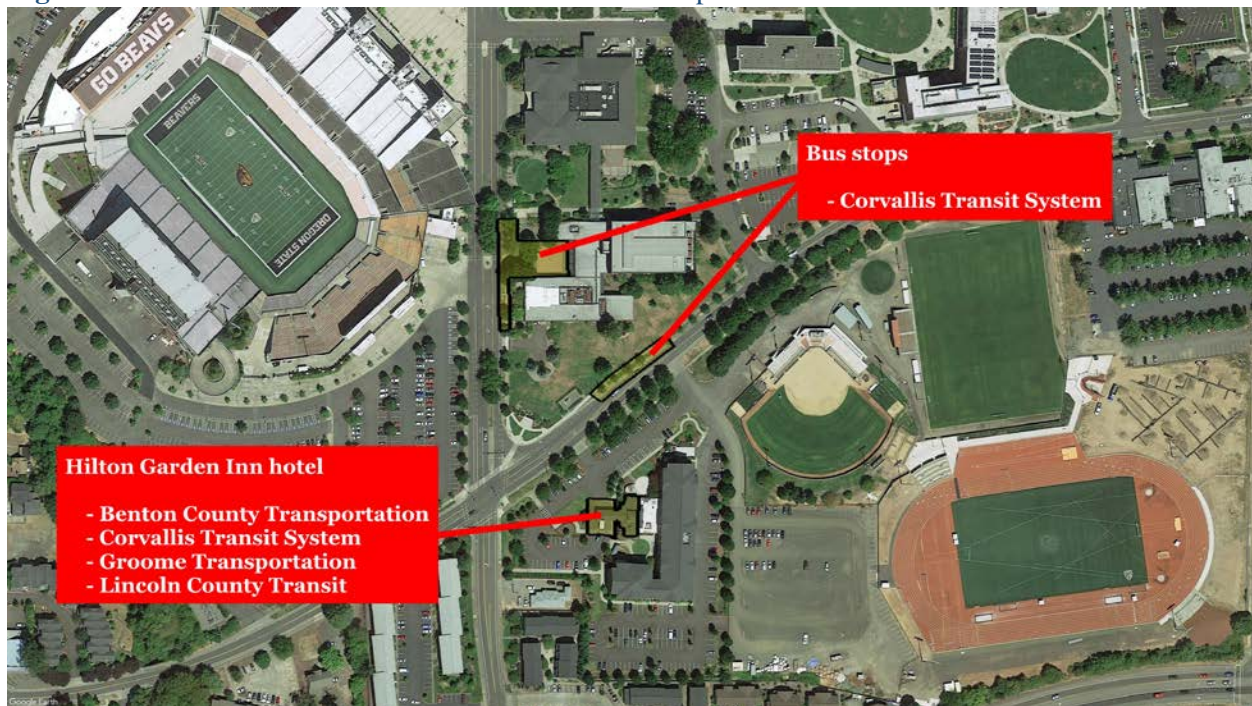 GO BEAVS
BEAVERS
OREGON STATE
Bus stops
- Corvallis Transit System
Hilton Garden Inn hotel
- Benton County Transportation
- Corvallis Transit System
- Groome Transportation
- Lincoln County Transit
Google Earth